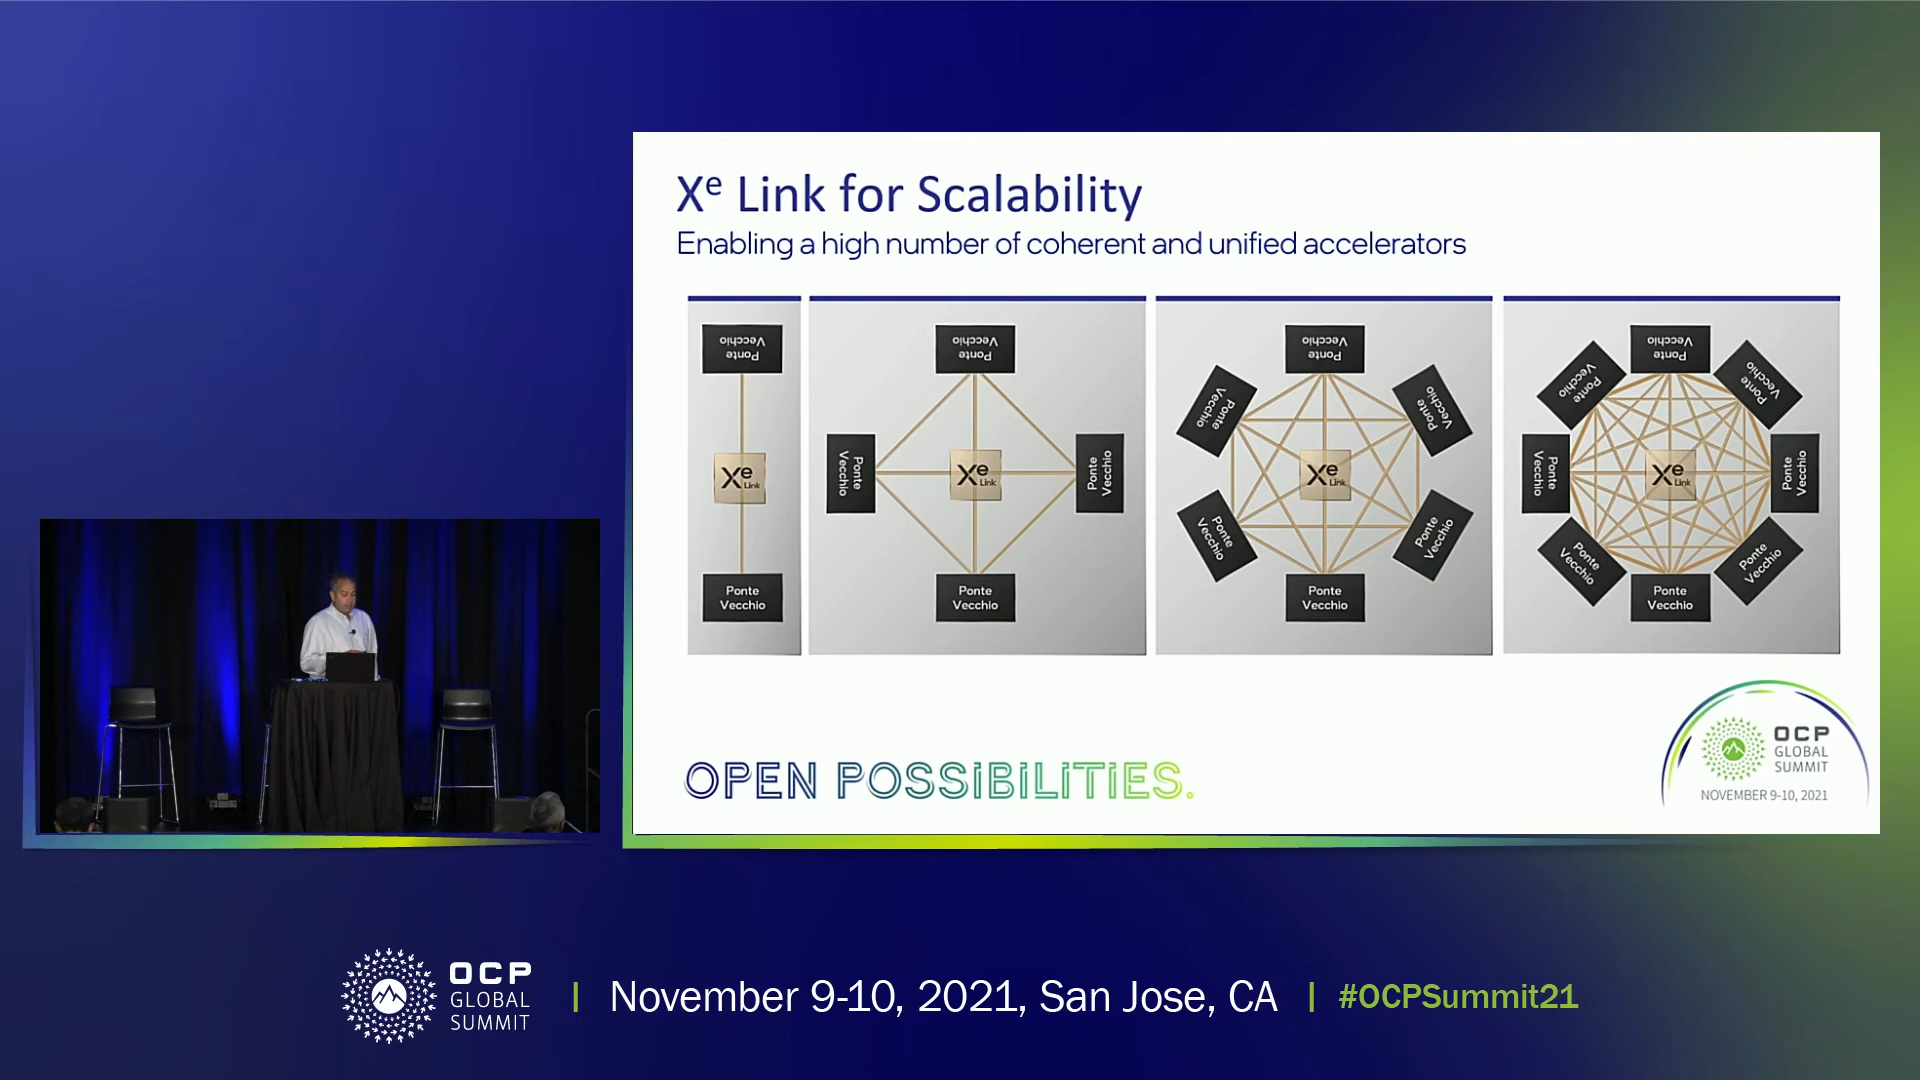 Xe Link for Scalability
Enabling a high number of coherent and unified accelerators
Ponte
Vecchio
Xe
Link
Ponte
Vecchio
Ponte
Vecchio
Ponte
Vecchio
Xe
Link
Ponte
Vecchio
Ponte
Vecchio
Ponte
Vecchio
Ponte
Vecchio
Ponte
Vecchio
Xe
Link
Ponte
Vecchio
Ponte
Vecchio
Ponte
Vecchio
Ponte
Vecchio
Ponte
Vecchio
Ponte
Vecchio
Ponte
Vecchio
Xe
Link
Ponte
Vecchio
Ponte
Vecchio
Ponte
Vecchio
Ponte
Vecchio
Ponte
Vecchio
OPEN POSSIBILITIES.
OCP
GLOBAL
SUMMIT
NOVEMBER 9-10, 2021
OCP
GLOBAL
SUMMIT
November 9-10, 2021, San Jose, CA
#OCPSummit21